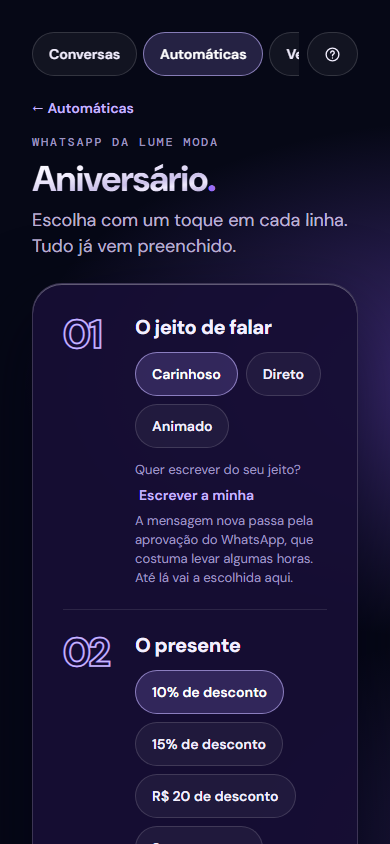 Conversas Automáticas
← Automáticas
WHATSAPP DA LUME MODA
Aniversário.
Escolha com um toque em cada linha.
Tudo já vem preenchido.
01 O jeito de falar
Carinhoso Direto
Animado
Quer escrever do seu jeito?
Escrever a minha
A mensagem nova passa pela
aprovação do WhatsApp, que
costuma levar algumas horas.
Até lá vai a escolhida aqui.
02 O presente
10% de desconto
15% de desconto
R$ 20 de desconto